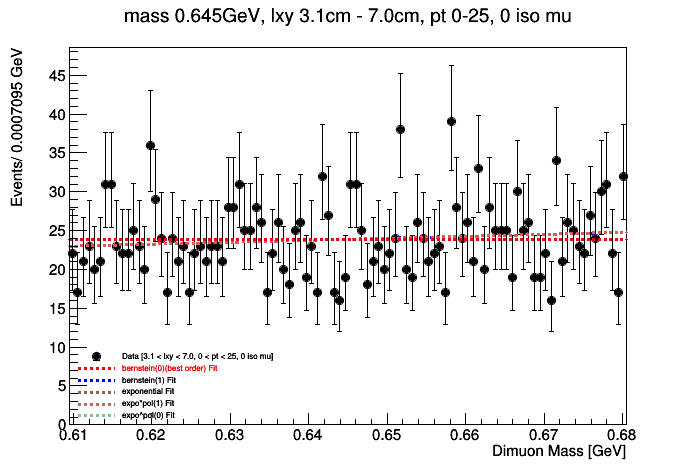 mass 0.645GeV, lxy 3.1cm - 7.0cm, pt 0-25, 0 iso mu
Events/ 0.0007095 GeV
45
40
35
30
25
20
15
10
5
0
Data [3.1 < lxy < 7.0, 0 < pt < 25, 0 iso mu]
bernstein(0)(best order) Fit
bernstein(1) Fit
exponential Fit
expo*pol(1) Fit
expo*pol(0) Fit
0.61 0.62 0.63 0.64 0.65 0.66 0.67 0.68
Dimuon Mass [GeV]